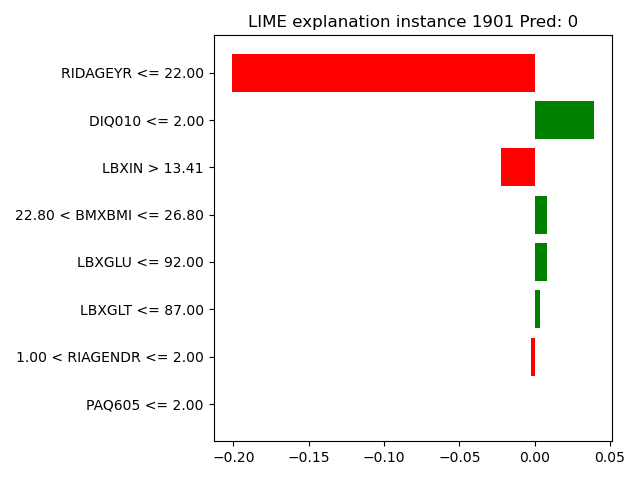 LIME explanation instance 1901 Pred: 0
RIDAGEYR <= 22.00
DIQ010 <= 2.00
LBXIN > 13.41
22.80 < BMXBMI <= 26.80
LBXGLU <= 92.00
LBXGLT <= 87.00
1.00 < RIAGENDR <= 2.00
PAQ605 <= 2.00
−0.20 −0.15 −0.10 −0.05 0.00 0.05